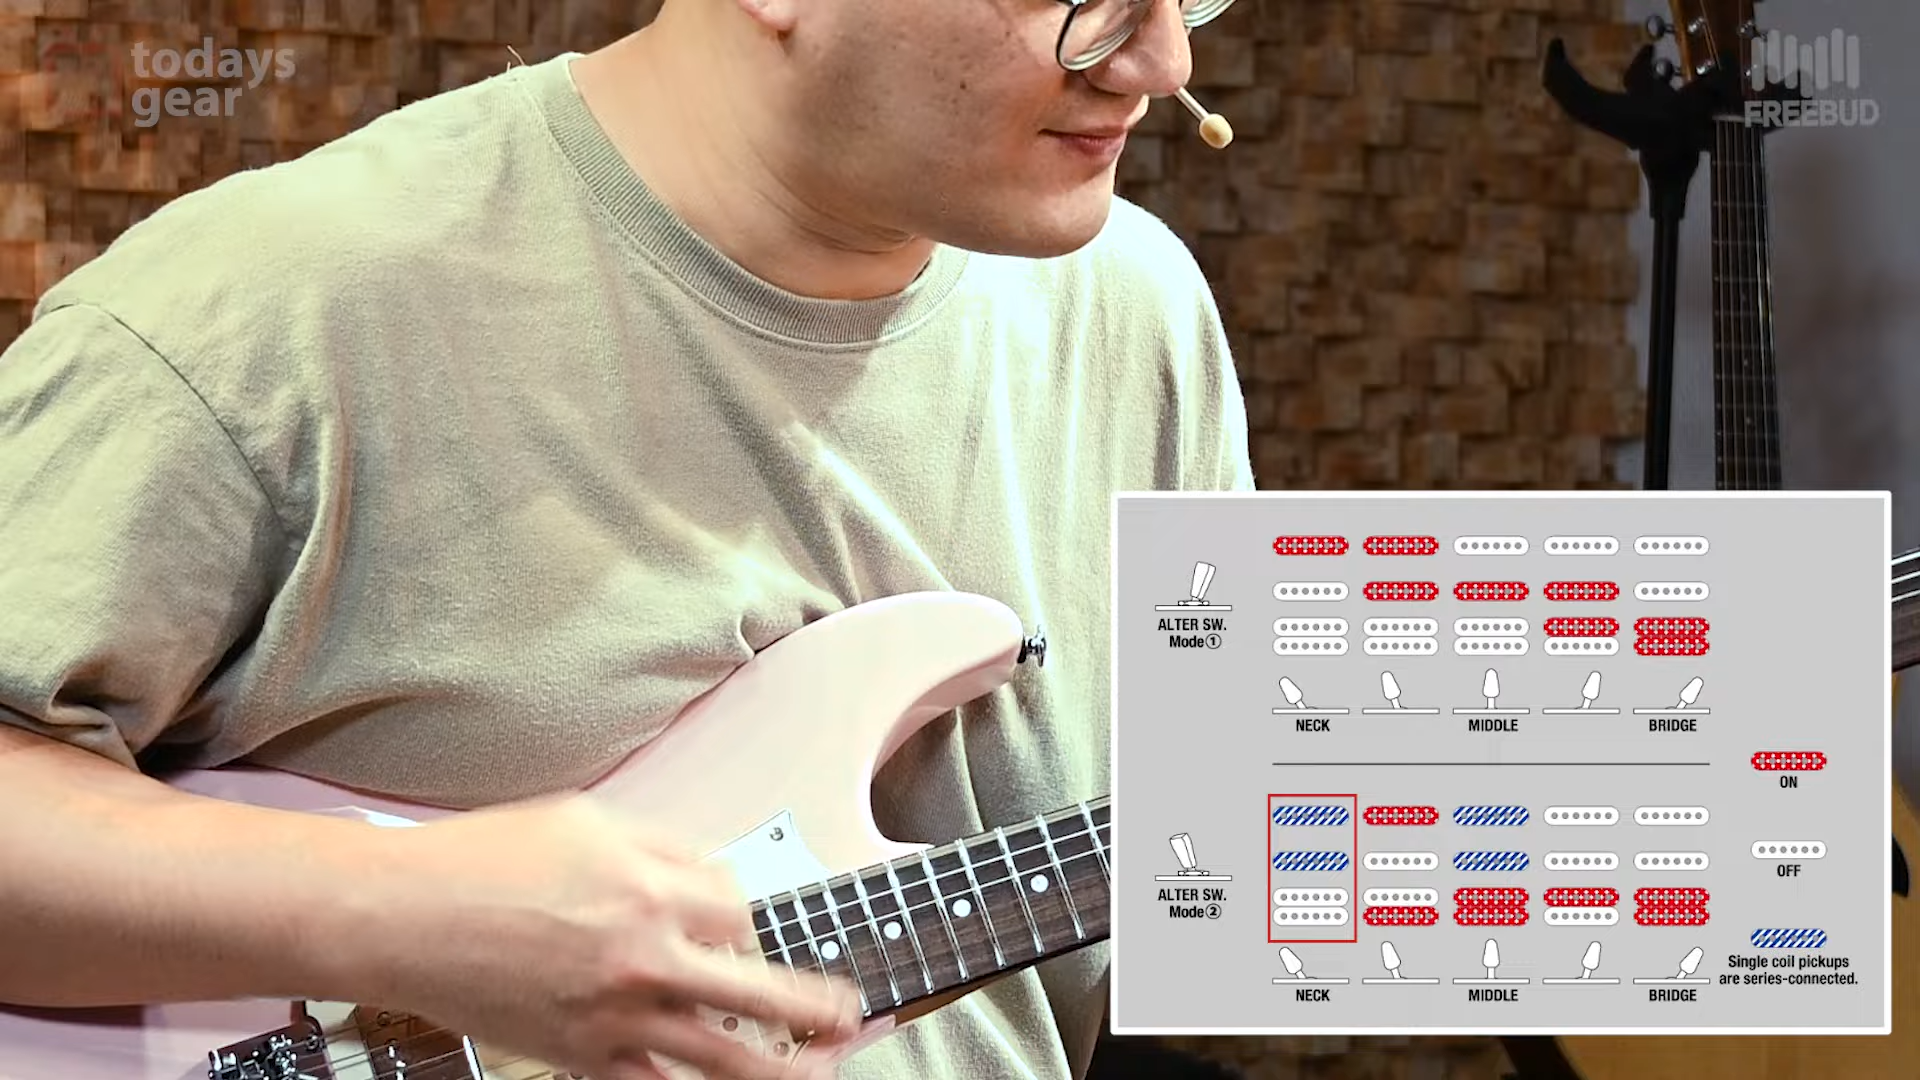 todays
gear
FREEBUD
ALTER SW.
Mode①
NECK
MIDDLE
BRIDGE
ON
OFF
ALTER SW.
Mode②
Single coil pickups
are series-connected.
NECK
MIDDLE
BRIDGE